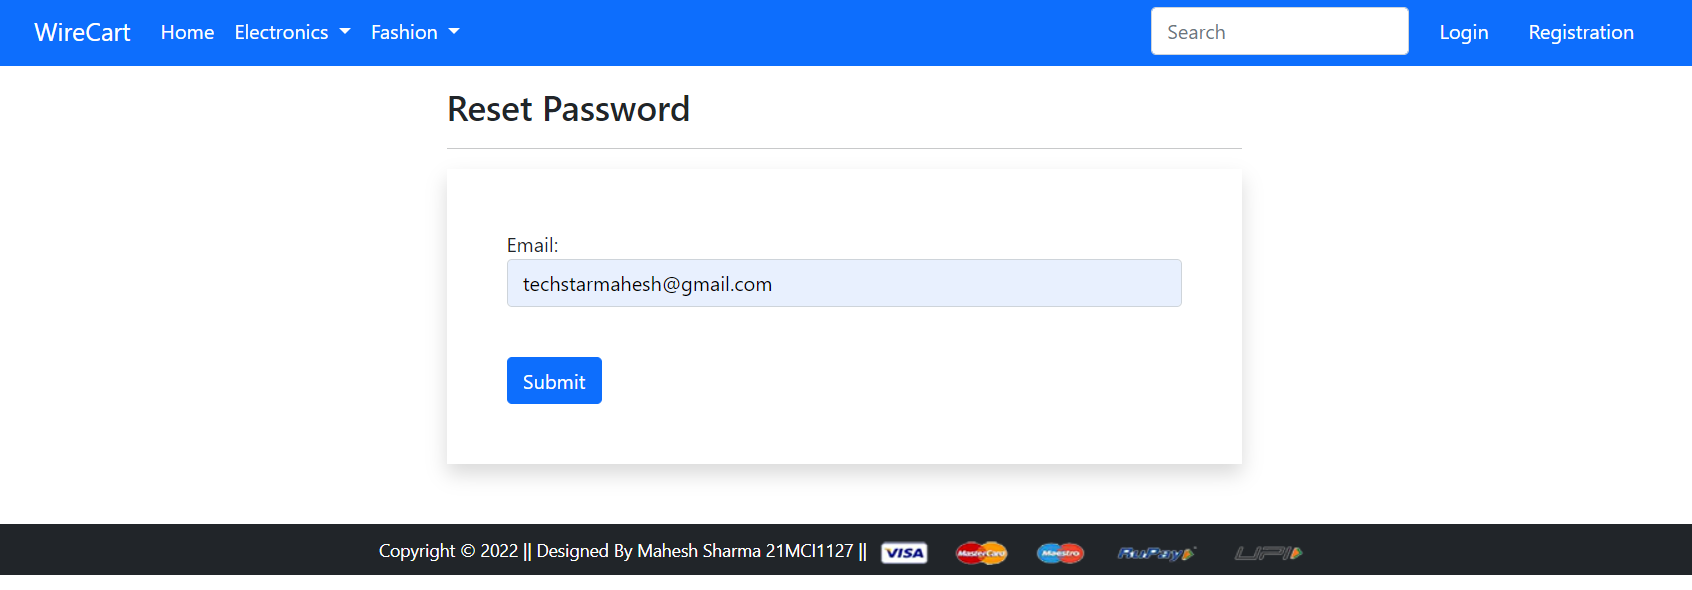 WireCart Home Electronics Fashion Search Login Registration
Reset Password
Email:
techstarmahesh@gmail.com
Submit
Copyright © 2022 || Designed By Mahesh Sharma 21MCI1127 || VISA MasterCard Maestro RuPay UPI